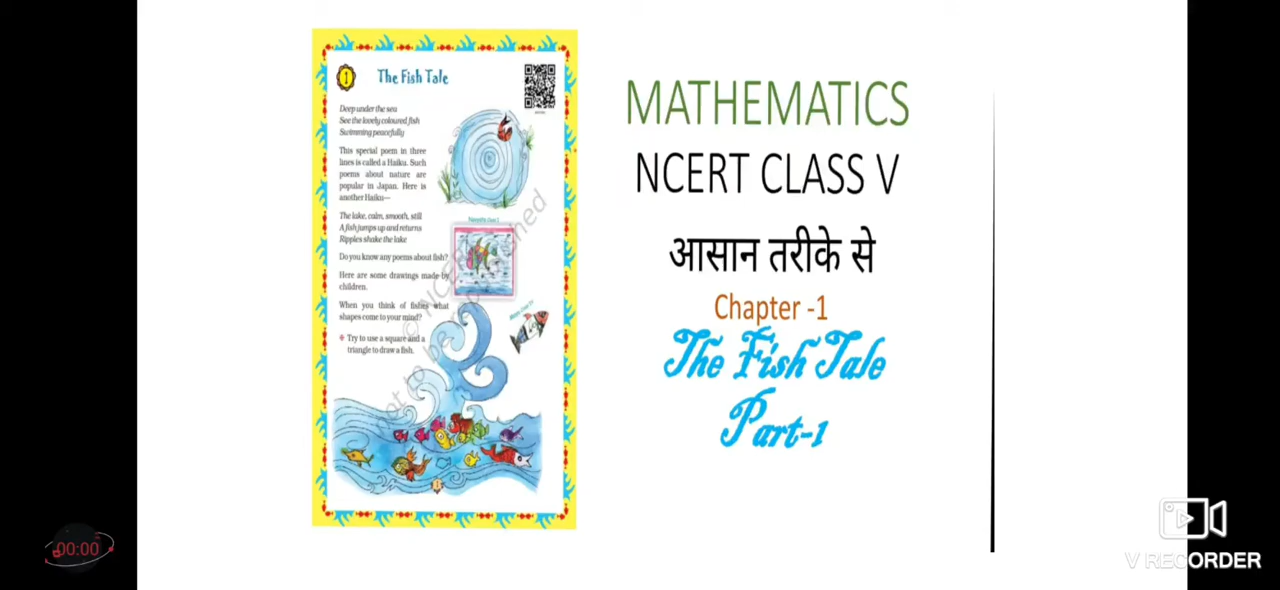 1
The Fish Tale
Deep under the sea
See the lovely coloured fish
Swimming peacefully
This special poem in three
lines is called a Haiku. Such
poems about nature are
popular in Japan. Here is
another Haiku—
The lake, calm, smooth, still
A fish jumps up and returns
Ripples shake the lake
Do you know any poems about fish?
Here are some drawings made by
children.
When you think of fishes what
shapes come to your mind?
Try to use a square and a
triangle to draw a fish.
MATHEMATICS
NCERT CLASS V
आसान तरीके से
Chapter -1
The Fish Tale
Part-1
00:00
V RECORDER